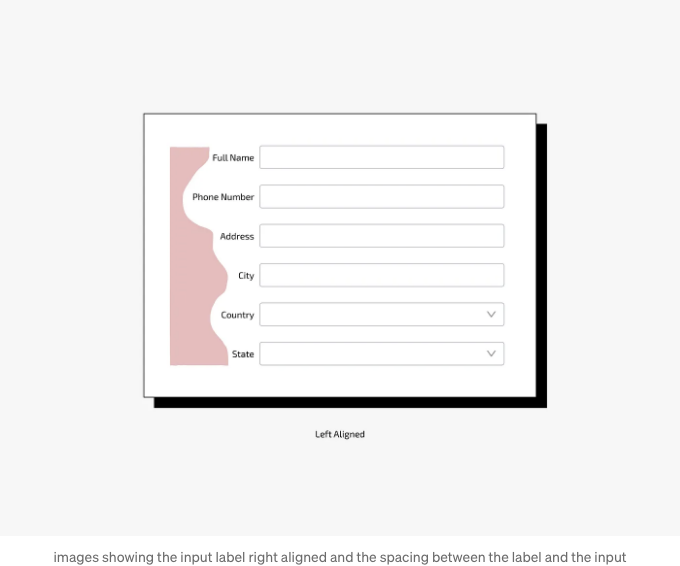 Full Name
Phone Number
Address
City
Country
State
Left Aligned
images showing the input label right aligned and the spacing between the label and the input